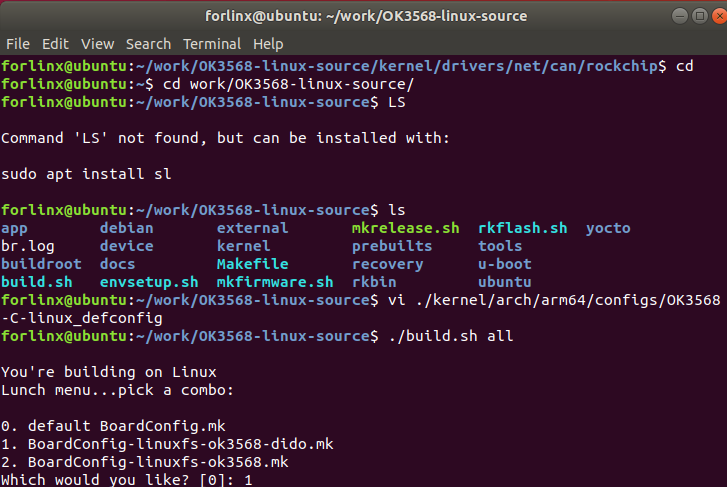 forlinx@ubuntu: ~/work/OK3568-linux-source
File Edit View Search Terminal Help
forlinx@ubuntu:~/work/OK3568-linux-source/kernel/drivers/net/can/rockchip$ cd
forlinx@ubuntu:~$ cd work/OK3568-linux-source/
forlinx@ubuntu:~/work/OK3568-linux-source$ LS
Command 'LS' not found, but can be installed with:
sudo apt install sl
forlinx@ubuntu:~/work/OK3568-linux-source$ ls
app debian external mkrelease.sh rkflash.sh yocto
br.log device kernel prebuilts tools
buildroot docs Makefile recovery u-boot
build.sh envsetup.sh mkfirmware.sh rkbin ubuntu
forlinx@ubuntu:~/work/OK3568-linux-source$ vi ./kernel/arch/arm64/configs/OK3568
-C-linux_defconfig
forlinx@ubuntu:~/work/OK3568-linux-source$ ./build.sh all
You're building on Linux
Lunch menu...pick a combo:
0. default BoardConfig.mk
1. BoardConfig-linuxfs-ok3568-dido.mk
2. BoardConfig-linuxfs-ok3568.mk
Which would you like? [0]: 1